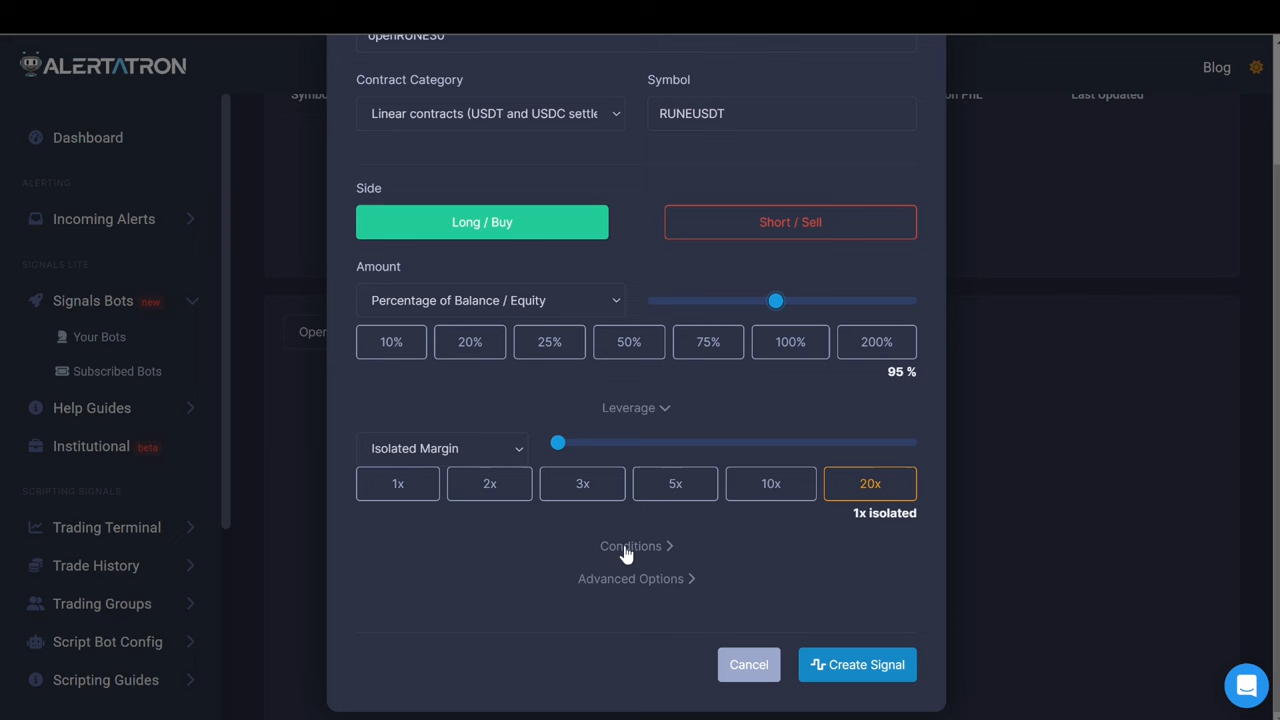 openRUNES0
ALERTATRON
Blog
Contract Category
Symbol
Last Updated
Linear contracts (USDT and USDC settle
RUNEUSDT
Dashboard
ALERTING
Side
Incoming Alerts
Long / Buy
Short / Sell
SIGNALS LITE
Amount
Signals Bots new
Percentage of Balance / Equity
Your Bots
Open
10%
20%
25%
50%
75%
100%
200%
Subscribed Bots
95 %
Help Guides
Leverage
Institutional beta
Isolated Margin
SCRIPTING SIGNALS
1x
2x
3x
5x
10x
20x
1x isolated
Trading Terminal
Conditions
Trade History
Advanced Options
Trading Groups
Script Bot Config
Cancel
Create Signal
Scripting Guides